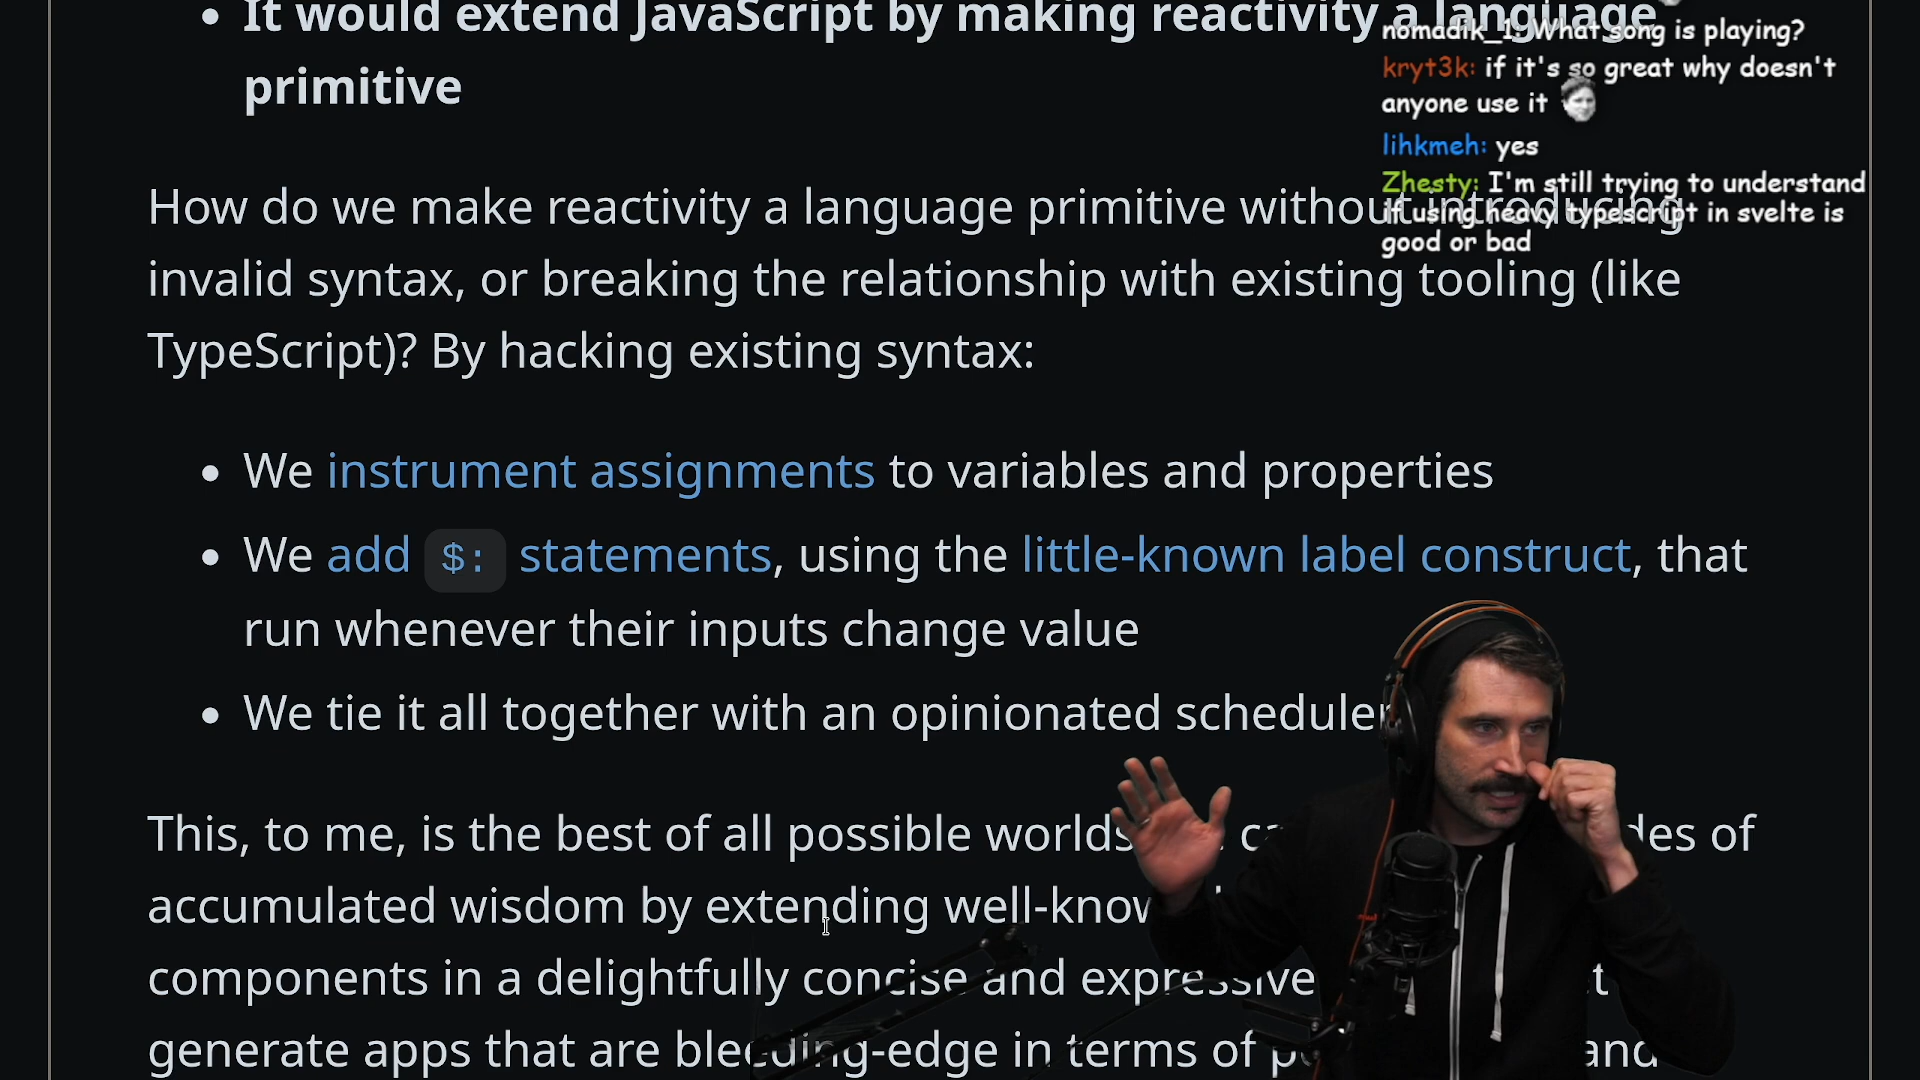 It would extend JavaScript by making reactivity a language
primitive
nomadik_1: What song is playing?
kryt3k: if it's so great why doesn't
anyone use it
lihkmeh: yes
Zhesty: I'm still trying to understand
if using heavy typescript in svelte is
good or bad
How do we make reactivity a language primitive without introducing
invalid syntax, or breaking the relationship with existing tooling (like
TypeScript)? By hacking existing syntax:
We instrument assignments to variables and properties
We add $: statements, using the little-known label construct, that
run whenever their inputs change value
We tie it all together with an opinionated scheduler
This, to me, is the best of all possible worlds
of
accumulated wisdom by extending
components in a delightfully concise and expressive
generate apps that are bleeding-edge in terms of
and